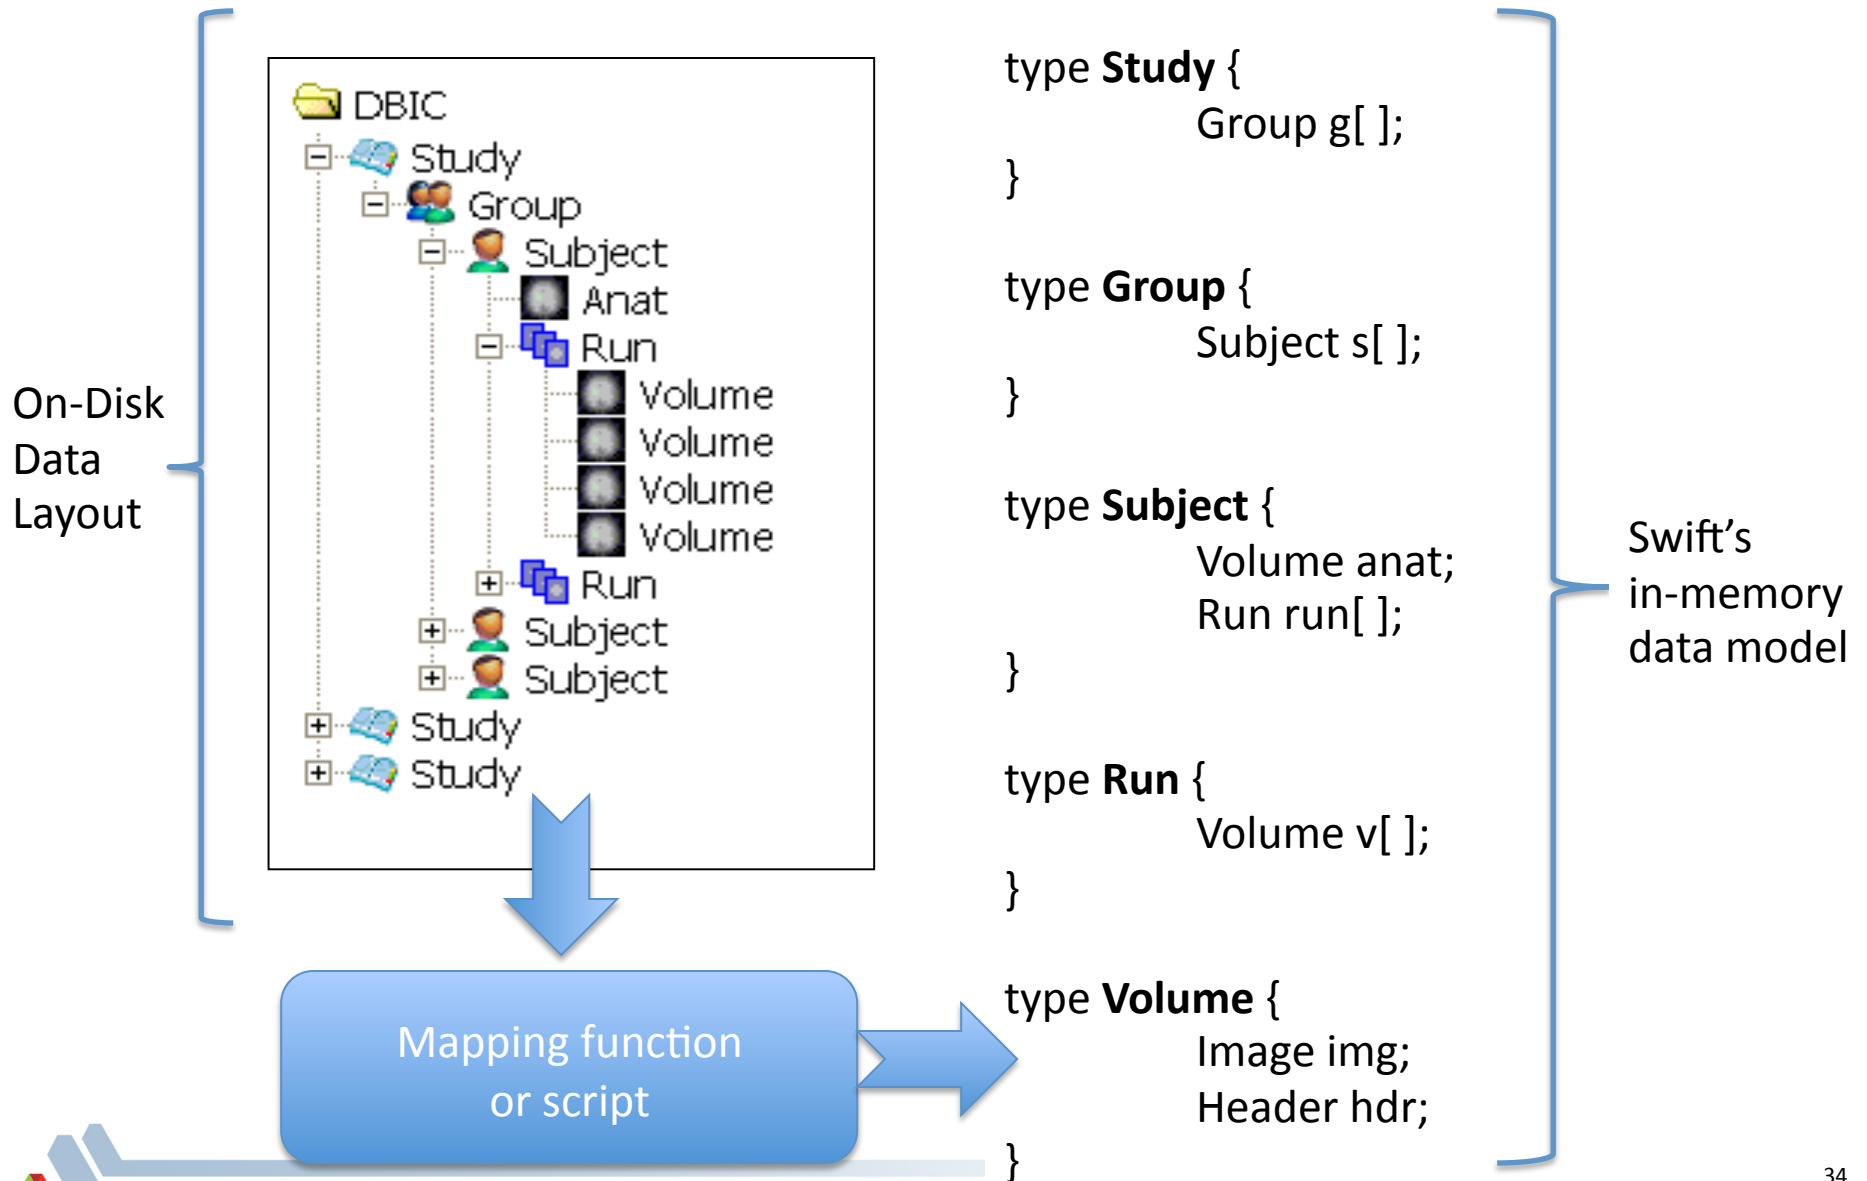 On-Disk
Data
Layout
DBIC
Study
Group
Subject
Anat
Run
Volume
Volume
Volume
Volume
Run
Subject
Subject
Study
Study
Mapping function
or script
type Study {
Group g[ ];
}
type Group {
Subject s[ ];
}
type Subject {
Volume anat;
Run run[ ];
}
type Run {
Volume v[ ];
}
type Volume {
Image img;
Header hdr;
}
Swift’s
in-memory
data model
34